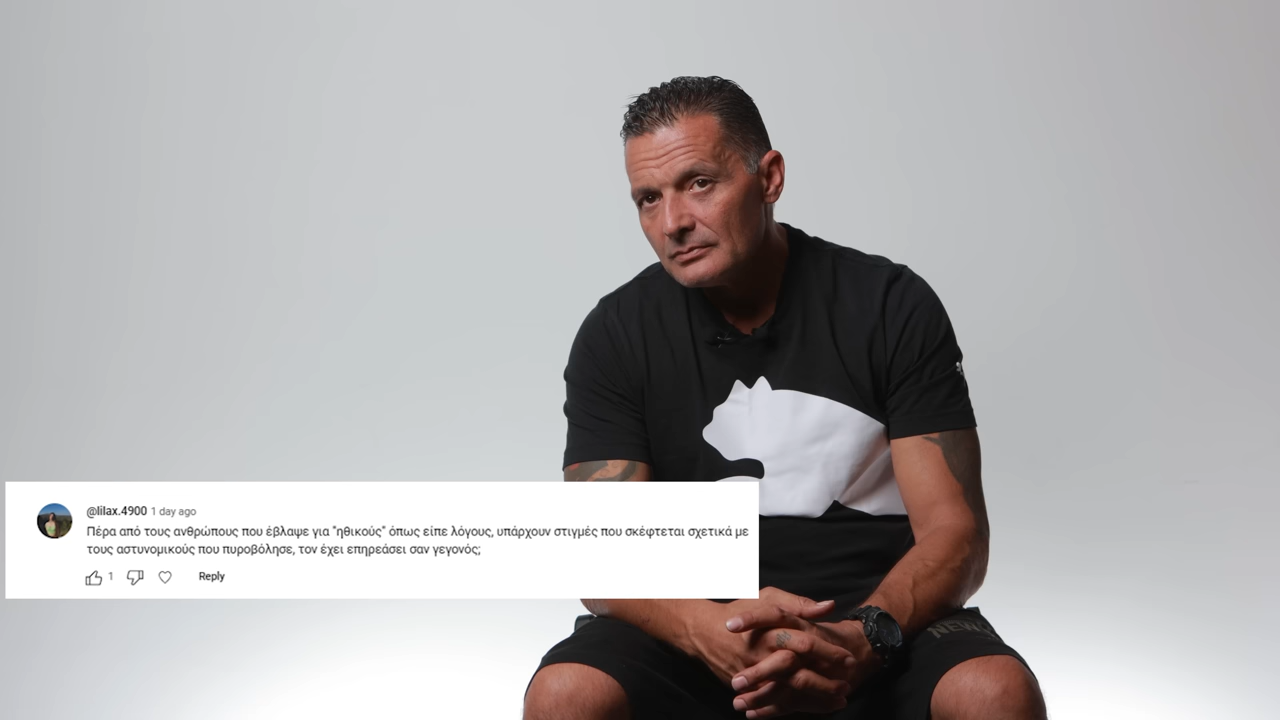 @lilax.4900 1 day ago
Πέρα από τους ανθρώπους που έβλαψε για "ηθικούς" όπως είπε λόγους, υπάρχουν στιγμές που σκέφτεται σχετικά με
τους αστυνομικούς που πυροβόλησε, τον έχει επηρεάσει σαν γεγονός;
1 Reply